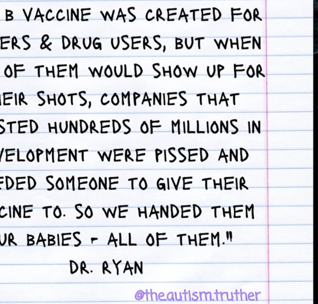 B VACCINE WAS CREATED FOR
ERS & DRUG USERS, BUT WHEN
OF THEM WOULD SHOW UP FOR
EIR SHOTS, COMPANIES THAT
STED HUNDREDS OF MILLIONS IN
VELOPMENT WERE PISSED AND
EDED SOMEONE TO GIVE THEIR
CINE TO. SO WE HANDED THEM
UR BABIES - ALL OF THEM."
DR. RYAN
@the.autism.truther